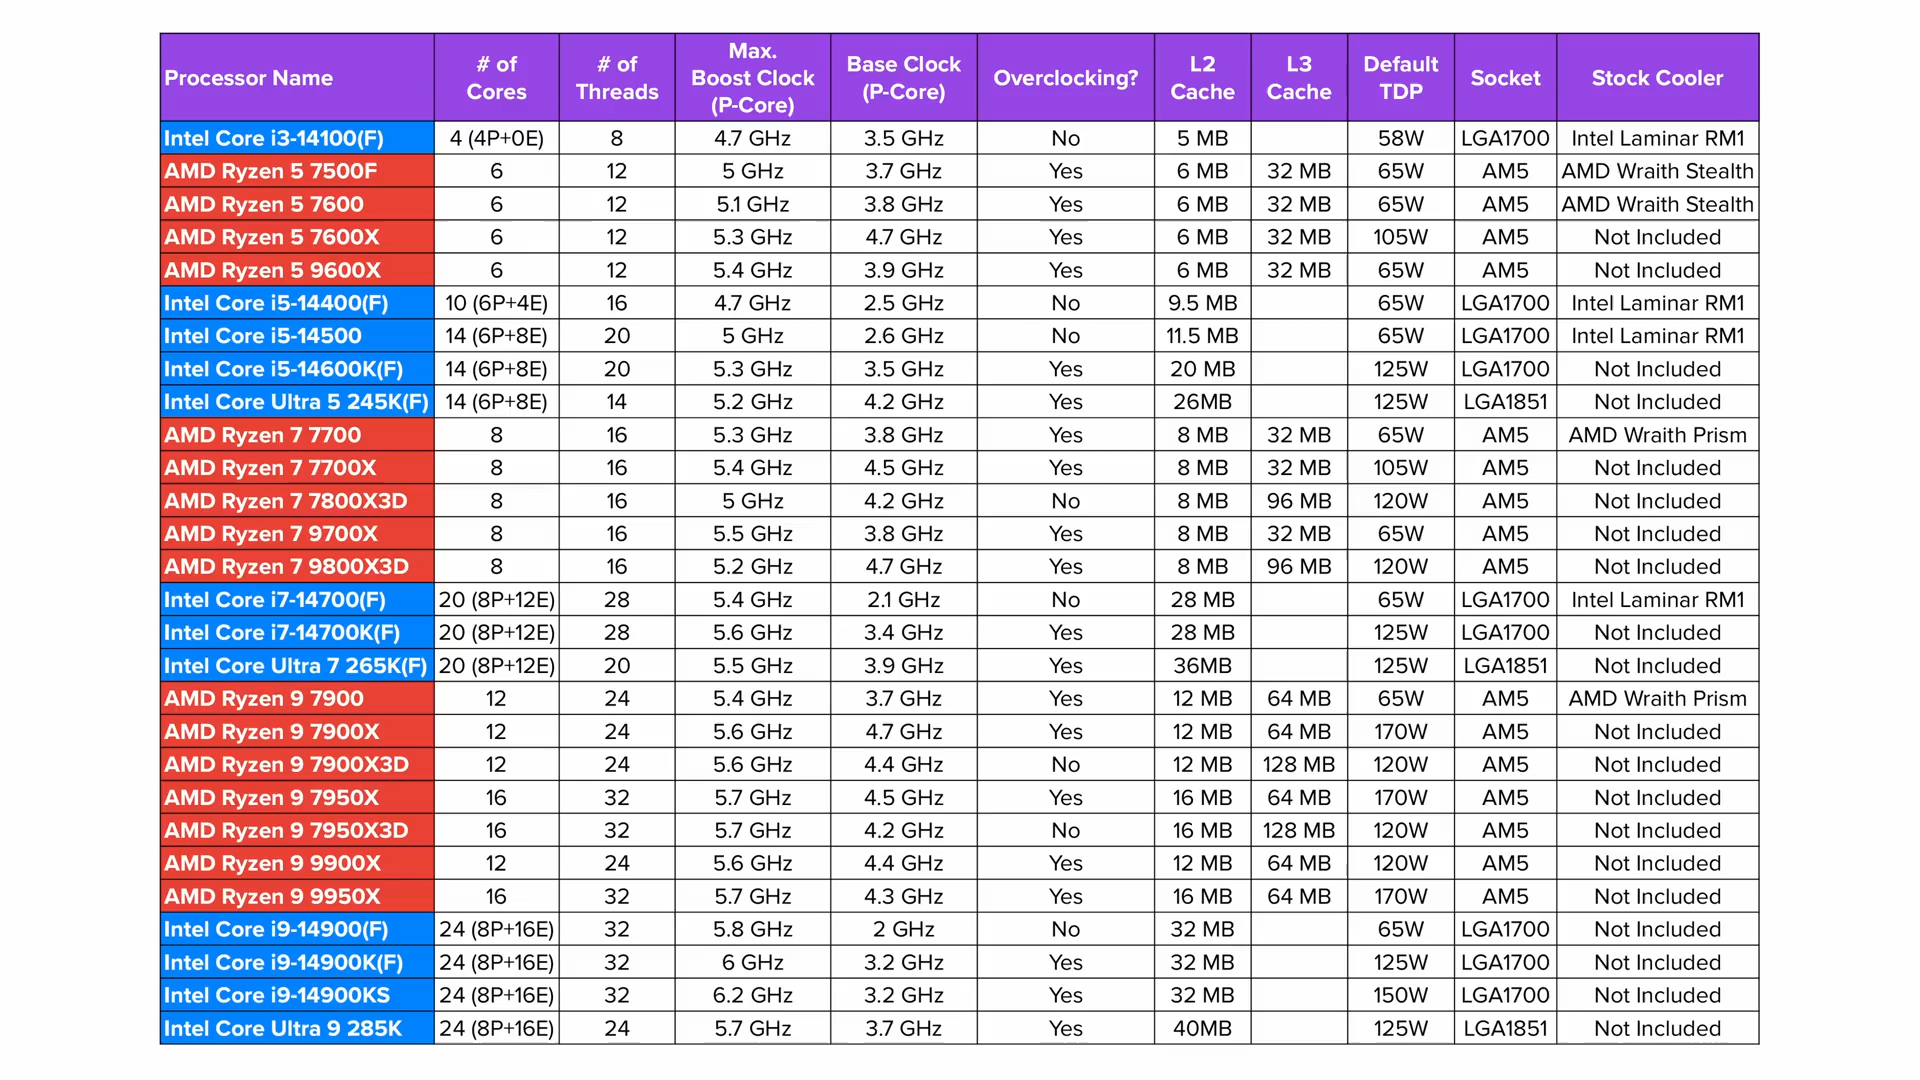 Processor Name # of Cores # of Threads Max. Boost Clock (P-Core) Base Clock (P-Core) Overclocking? L2 Cache L3 Cache Default TDP Socket Stock Cooler
Intel Core i3-14100(F) 4 (4P+0E) 8 4.7 GHz 3.5 GHz No 5 MB 58W LGA1700 Intel Laminar RM1
AMD Ryzen 5 7500F 6 12 5 GHz 3.7 GHz Yes 6 MB 32 MB 65W AM5 AMD Wraith Stealth
AMD Ryzen 5 7600 6 12 5.1 GHz 3.8 GHz Yes 6 MB 32 MB 65W AM5 AMD Wraith Stealth
AMD Ryzen 5 7600X 6 12 5.3 GHz 4.7 GHz Yes 6 MB 32 MB 105W AM5 Not Included
AMD Ryzen 5 9600X 6 12 5.4 GHz 3.9 GHz Yes 6 MB 32 MB 65W AM5 Not Included
Intel Core i5-14400(F) 10 (6P+4E) 16 4.7 GHz 2.5 GHz No 9.5 MB 65W LGA1700 Intel Laminar RM1
Intel Core i5-14500 14 (6P+8E) 20 5 GHz 2.6 GHz No 11.5 MB 65W LGA1700 Intel Laminar RM1
Intel Core i5-14600K(F) 14 (6P+8E) 20 5.3 GHz 3.5 GHz Yes 20 MB 125W LGA1700 Not Included
Intel Core Ultra 5 245K(F) 14 (6P+8E) 14 5.2 GHz 4.2 GHz Yes 26MB 125W LGA1851 Not Included
AMD Ryzen 7 7700 8 16 5.3 GHz 3.8 GHz Yes 8 MB 32 MB 65W AM5 AMD Wraith Prism
AMD Ryzen 7 7700X 8 16 5.4 GHz 4.5 GHz Yes 8 MB 32 MB 105W AM5 Not Included
AMD Ryzen 7 7800X3D 8 16 5 GHz 4.2 GHz No 8 MB 96 MB 120W AM5 Not Included
AMD Ryzen 7 9700X 8 16 5.5 GHz 3.8 GHz Yes 8 MB 32 MB 65W AM5 Not Included
AMD Ryzen 7 9800X3D 8 16 5.2 GHz 4.7 GHz Yes 8 MB 96 MB 120W AM5 Not Included
Intel Core i7-14700(F) 20 (8P+12E) 28 5.4 GHz 2.1 GHz No 28 MB 65W LGA1700 Intel Laminar RM1
Intel Core i7-14700K(F) 20 (8P+12E) 28 5.6 GHz 3.4 GHz Yes 28 MB 125W LGA1700 Not Included
Intel Core Ultra 7 265K(F) 20 (8P+12E) 20 5.5 GHz 3.9 GHz Yes 36MB 125W LGA1851 Not Included
AMD Ryzen 9 7900 12 24 5.4 GHz 3.7 GHz Yes 12 MB 64 MB 65W AM5 AMD Wraith Prism
AMD Ryzen 9 7900X 12 24 5.6 GHz 4.7 GHz Yes 12 MB 64 MB 170W AM5 Not Included
AMD Ryzen 9 7900X3D 12 24 5.6 GHz 4.4 GHz No 12 MB 128 MB 120W AM5 Not Included
AMD Ryzen 9 7950X 16 32 5.7 GHz 4.5 GHz Yes 16 MB 64 MB 170W AM5 Not Included
AMD Ryzen 9 7950X3D 16 32 5.7 GHz 4.2 GHz No 16 MB 128 MB 120W AM5 Not Included
AMD Ryzen 9 9900X 12 24 5.6 GHz 4.4 GHz Yes 12 MB 64 MB 120W AM5 Not Included
AMD Ryzen 9 9950X 16 32 5.7 GHz 4.3 GHz Yes 16 MB 64 MB 170W AM5 Not Included
Intel Core i9-14900(F) 24 (8P+16E) 32 5.8 GHz 2 GHz No 32 MB 65W LGA1700 Not Included
Intel Core i9-14900K(F) 24 (8P+16E) 32 6 GHz 3.2 GHz Yes 32 MB 125W LGA1700 Not Included
Intel Core i9-14900KS 24 (8P+16E) 32 6.2 GHz 3.2 GHz Yes 32 MB 150W LGA1700 Not Included
Intel Core Ultra 9 285K 24 (8P+16E) 24 5.7 GHz 3.7 GHz Yes 40MB 125W LGA1851 Not Included